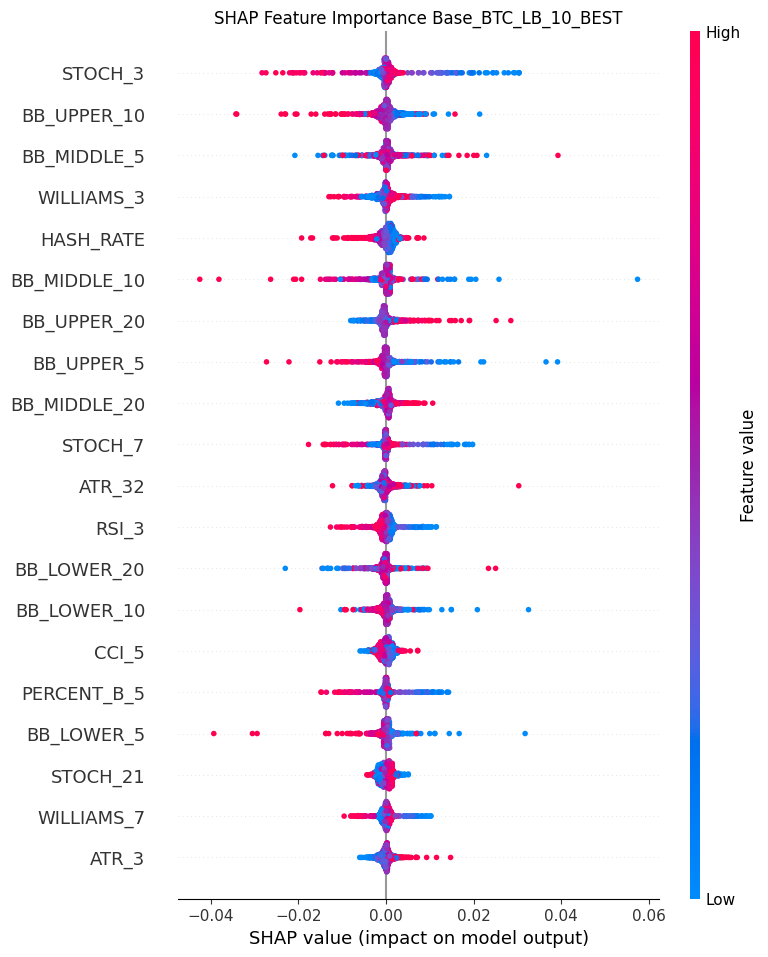 SHAP Feature Importance Base_BTC_LB_10_BEST
High
STOCH_3
BB_UPPER_10
BB_MIDDLE_5
WILLIAMS_3
HASH_RATE
BB_MIDDLE_10
BB_UPPER_20
BB_UPPER_5
BB_MIDDLE_20
STOCH_7
ATR_32
RSI_3
BB_LOWER_20
BB_LOWER_10
CCI_5
PERCENT_B_5
BB_LOWER_5
STOCH_21
WILLIAMS_7
ATR_3
Feature value
Low
−0.04 −0.02 0.00 0.02 0.04 0.06
SHAP value (impact on model output)